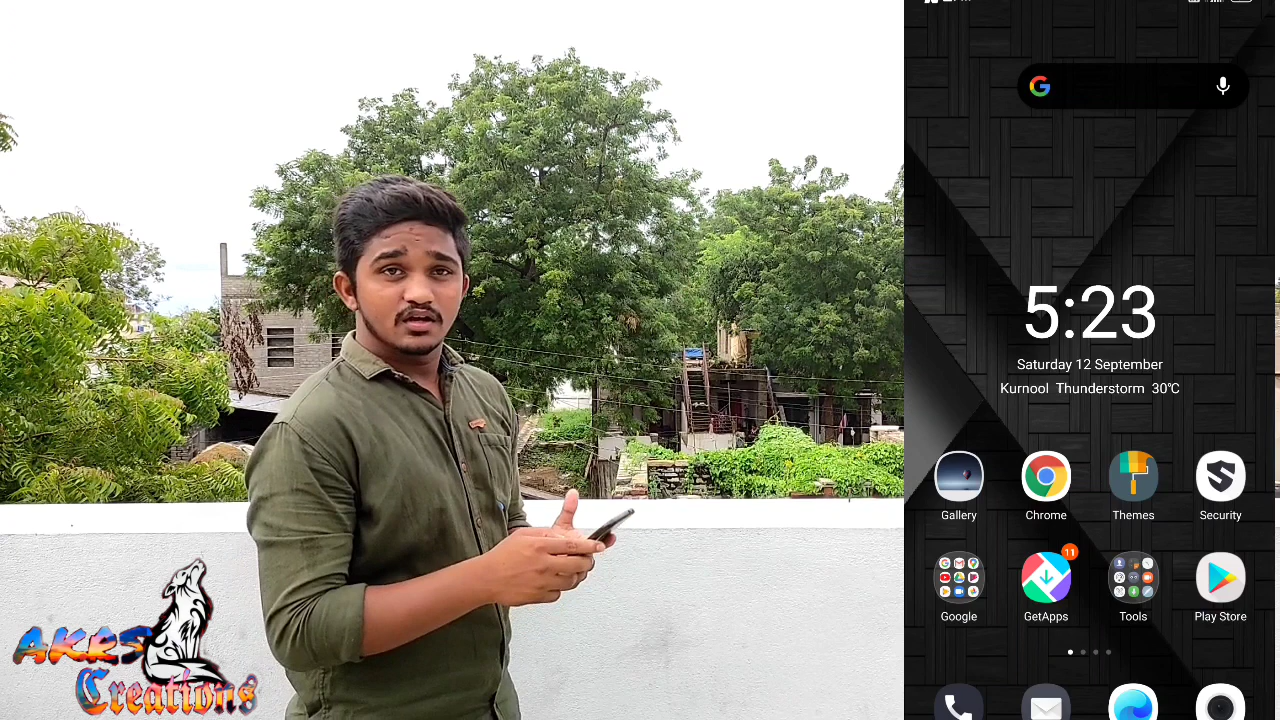 5:23
Saturday 12 September
Kurnool Thunderstorm 30℃
Gallery
Chrome
Themes
Security
11
Google
GetApps
Tools
Play Store
AKRS
Creations